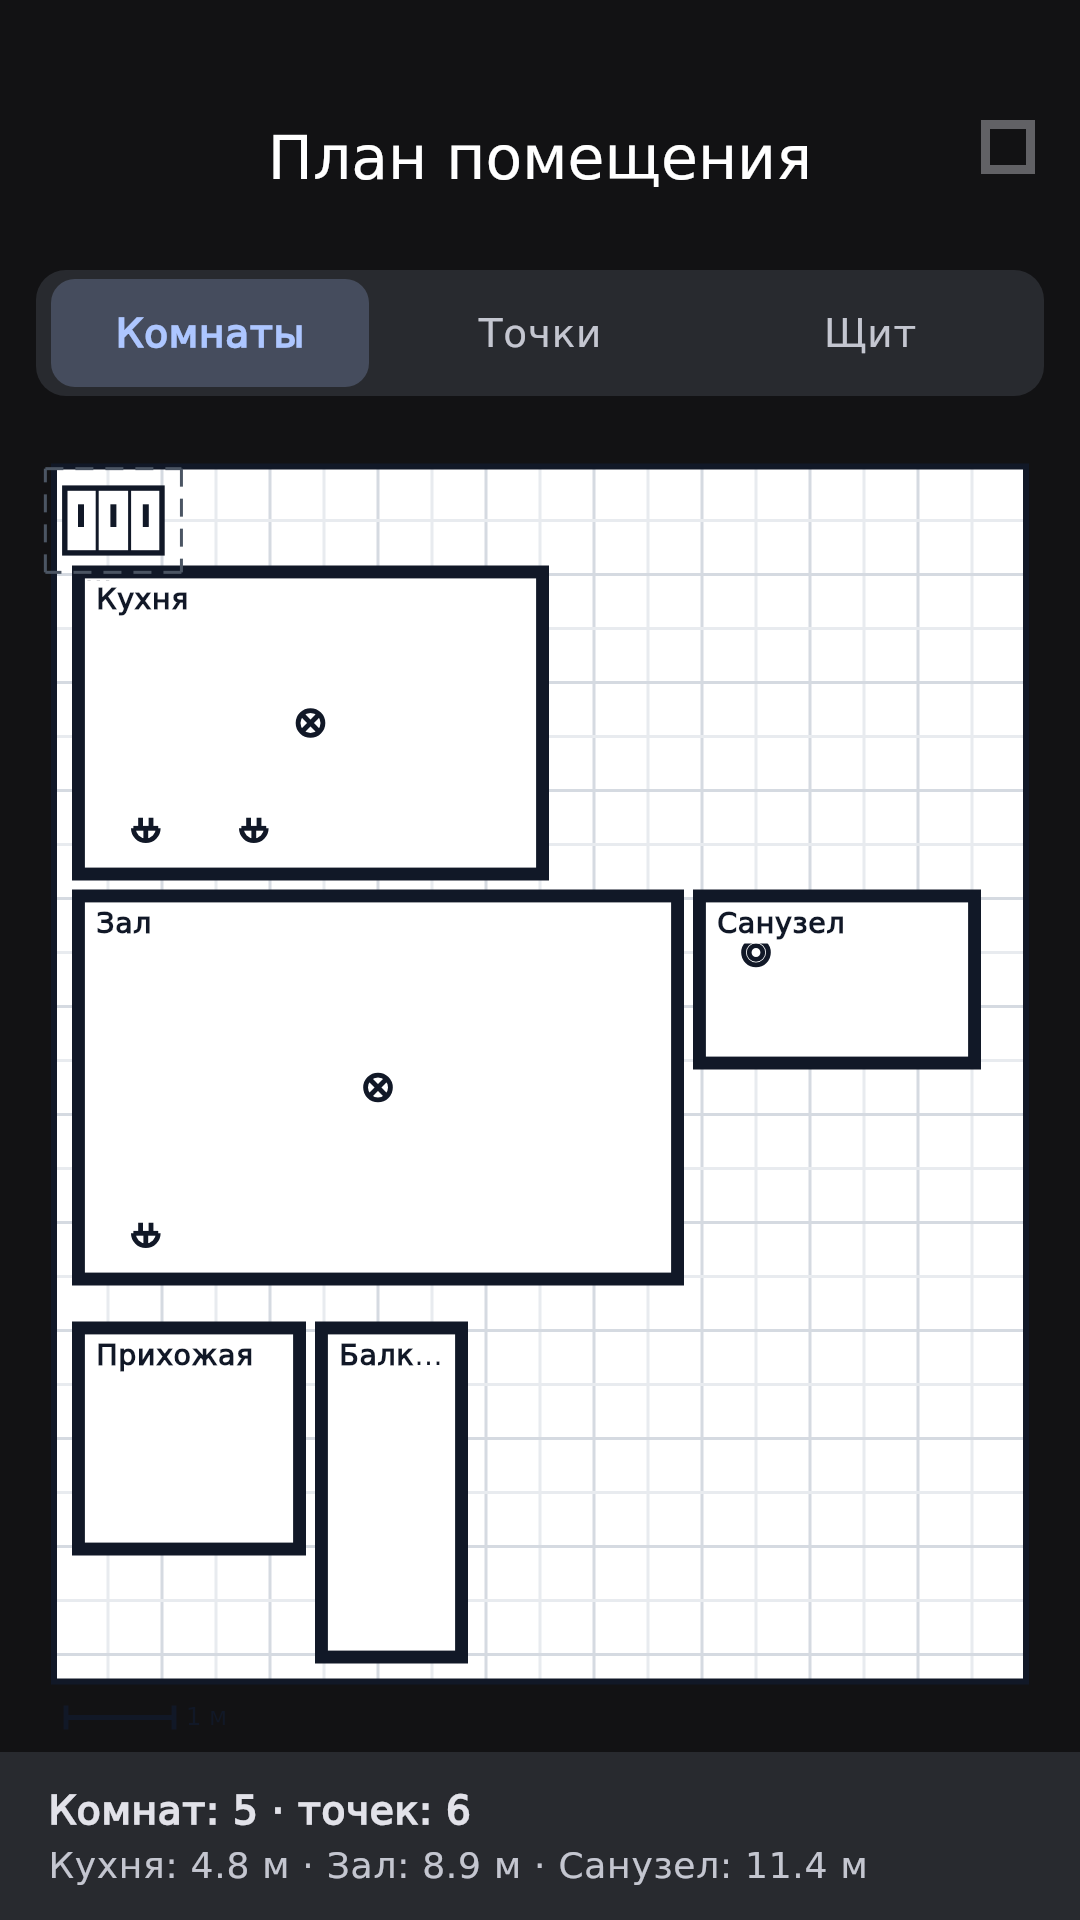 План помещения
Комнаты
Точки
Щит
Кухня
Зал
Санузел
Прихожая
Балк…
1 м
Комнат: 5 · точек: 6
Кухня: 4.8 м · Зал: 8.9 м · Санузел: 11.4 м